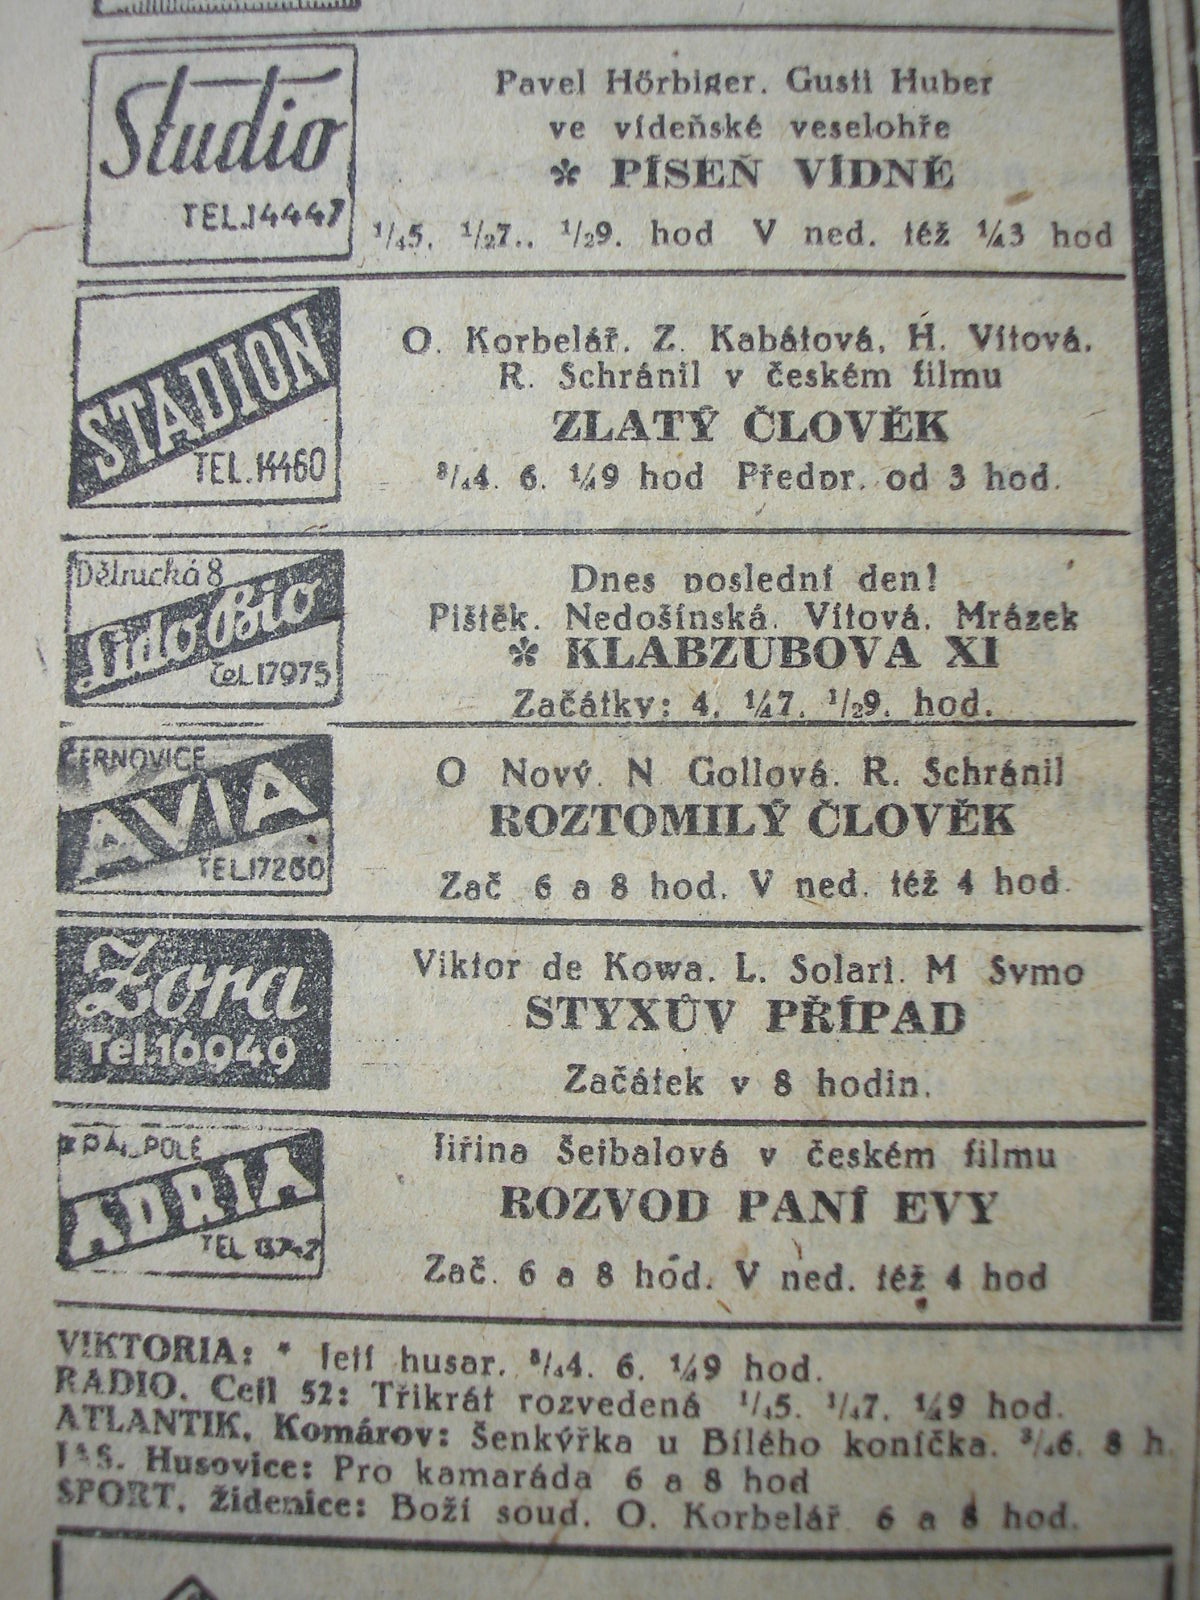 Studio
TEL.14447
Pavel Hörbiger. Gusti Huber
ve vídeňské veselohře
* PÍSEŇ VÍDNĚ
¹/₄5. ¹/₂7.. ¹/₂9. hod V ned. též ¼3 hod
STADION
TEL.14460
O. Korbelář. Z. Kabátová, H. Vítová.
R. Schránil v českém filmu
ZLATÝ ČLOVĚK
³/₄4. 6. ¼9 hod Předpr. od 3 hod.
Dělnická 8
Lido Bio
tel.17975
Dnes poslední den!
Pištěk. Nedošínská. Vítová. Mrázek
* KLABZUBOVA XI
Začátky: 4. ¼7. ¹/₂9. hod.
ČERNOVICE
AVIA
TEL.17260
O Nový. N Gollová. R. Schránil
ROZTOMILÝ ČLOVĚK
Zač 6 a 8 hod. V ned. též 4 hod.
Zora
Tel.16949
Viktor de Kowa. L. Solari. M Symo
STYXŮV PŘÍPAD
Začátek v 8 hodin.
POLE
ADRIA
TEL
Jiřina Šejbalová v českém filmu
ROZVOD PANÍ EVY
Zač. 6 a 8 hod. V ned. též 4 hod
VIKTORIA: * Její husar. ³/₄4. 6. ¼9 hod.
RADIO. Cejl 52: Třikrát rozvedená ¹/₄5. ¹/₄7. ¼9 hod.
ATLANTIK, Komárov: Šenkýřka u Bílého koníčka. ³/₄6. 8 h.
JAS. Husovice: Pro kamaráda 6 a 8 hod
SPORT, Židenice: Boží soud. O. Korbelář 6 a 8 hod.